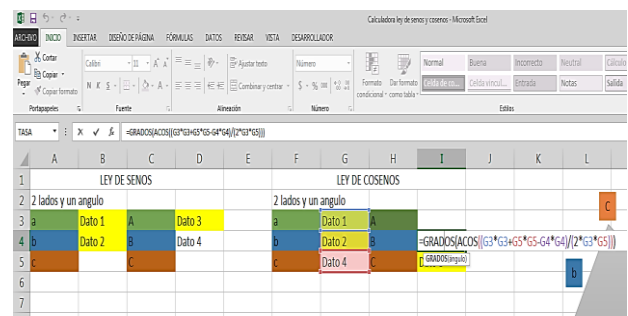 Calculadora ley de senos y cosenos - Microsoft Excel
ARCHIVO INICIO INSERTAR DISEÑO DE PÁGINA FÓRMULAS DATOS REVISAR VISTA DESARROLLADOR
Cortar
Copiar
Copiar formato
Pegar
Portapapeles
Calibri 11 A A
N K S A
Fuente
Ajustar texto
Combinar y centrar
Alineación
Número
$ % 000
Número
Formato condicional
Dar formato como tabla
Normal Buena Incorrecto Neutral Cálculo
Celda de co... Celda vincul... Entrada Notas Salida
Estilos
TASA fx =GRADOS(ACOS((G3*G3+G5*G5-G4*G4)/(2*G3*G5)))
A B C D E F G H I J K L
1 LEY DE SENOS LEY DE COSENOS
2 2 lados y un angulo 2 lados y un angulo
3 a Dato 1 A Dato 3 a Dato 1 A
C
4 b Dato 2 B Dato 4 b Dato 2 B =GRADOS(ACOS((G3*G3+G5*G5-G4*G4)/(2*G3*G5)))
5 c C c Dato 4 C GRADOS(ángulo)
b
6
7